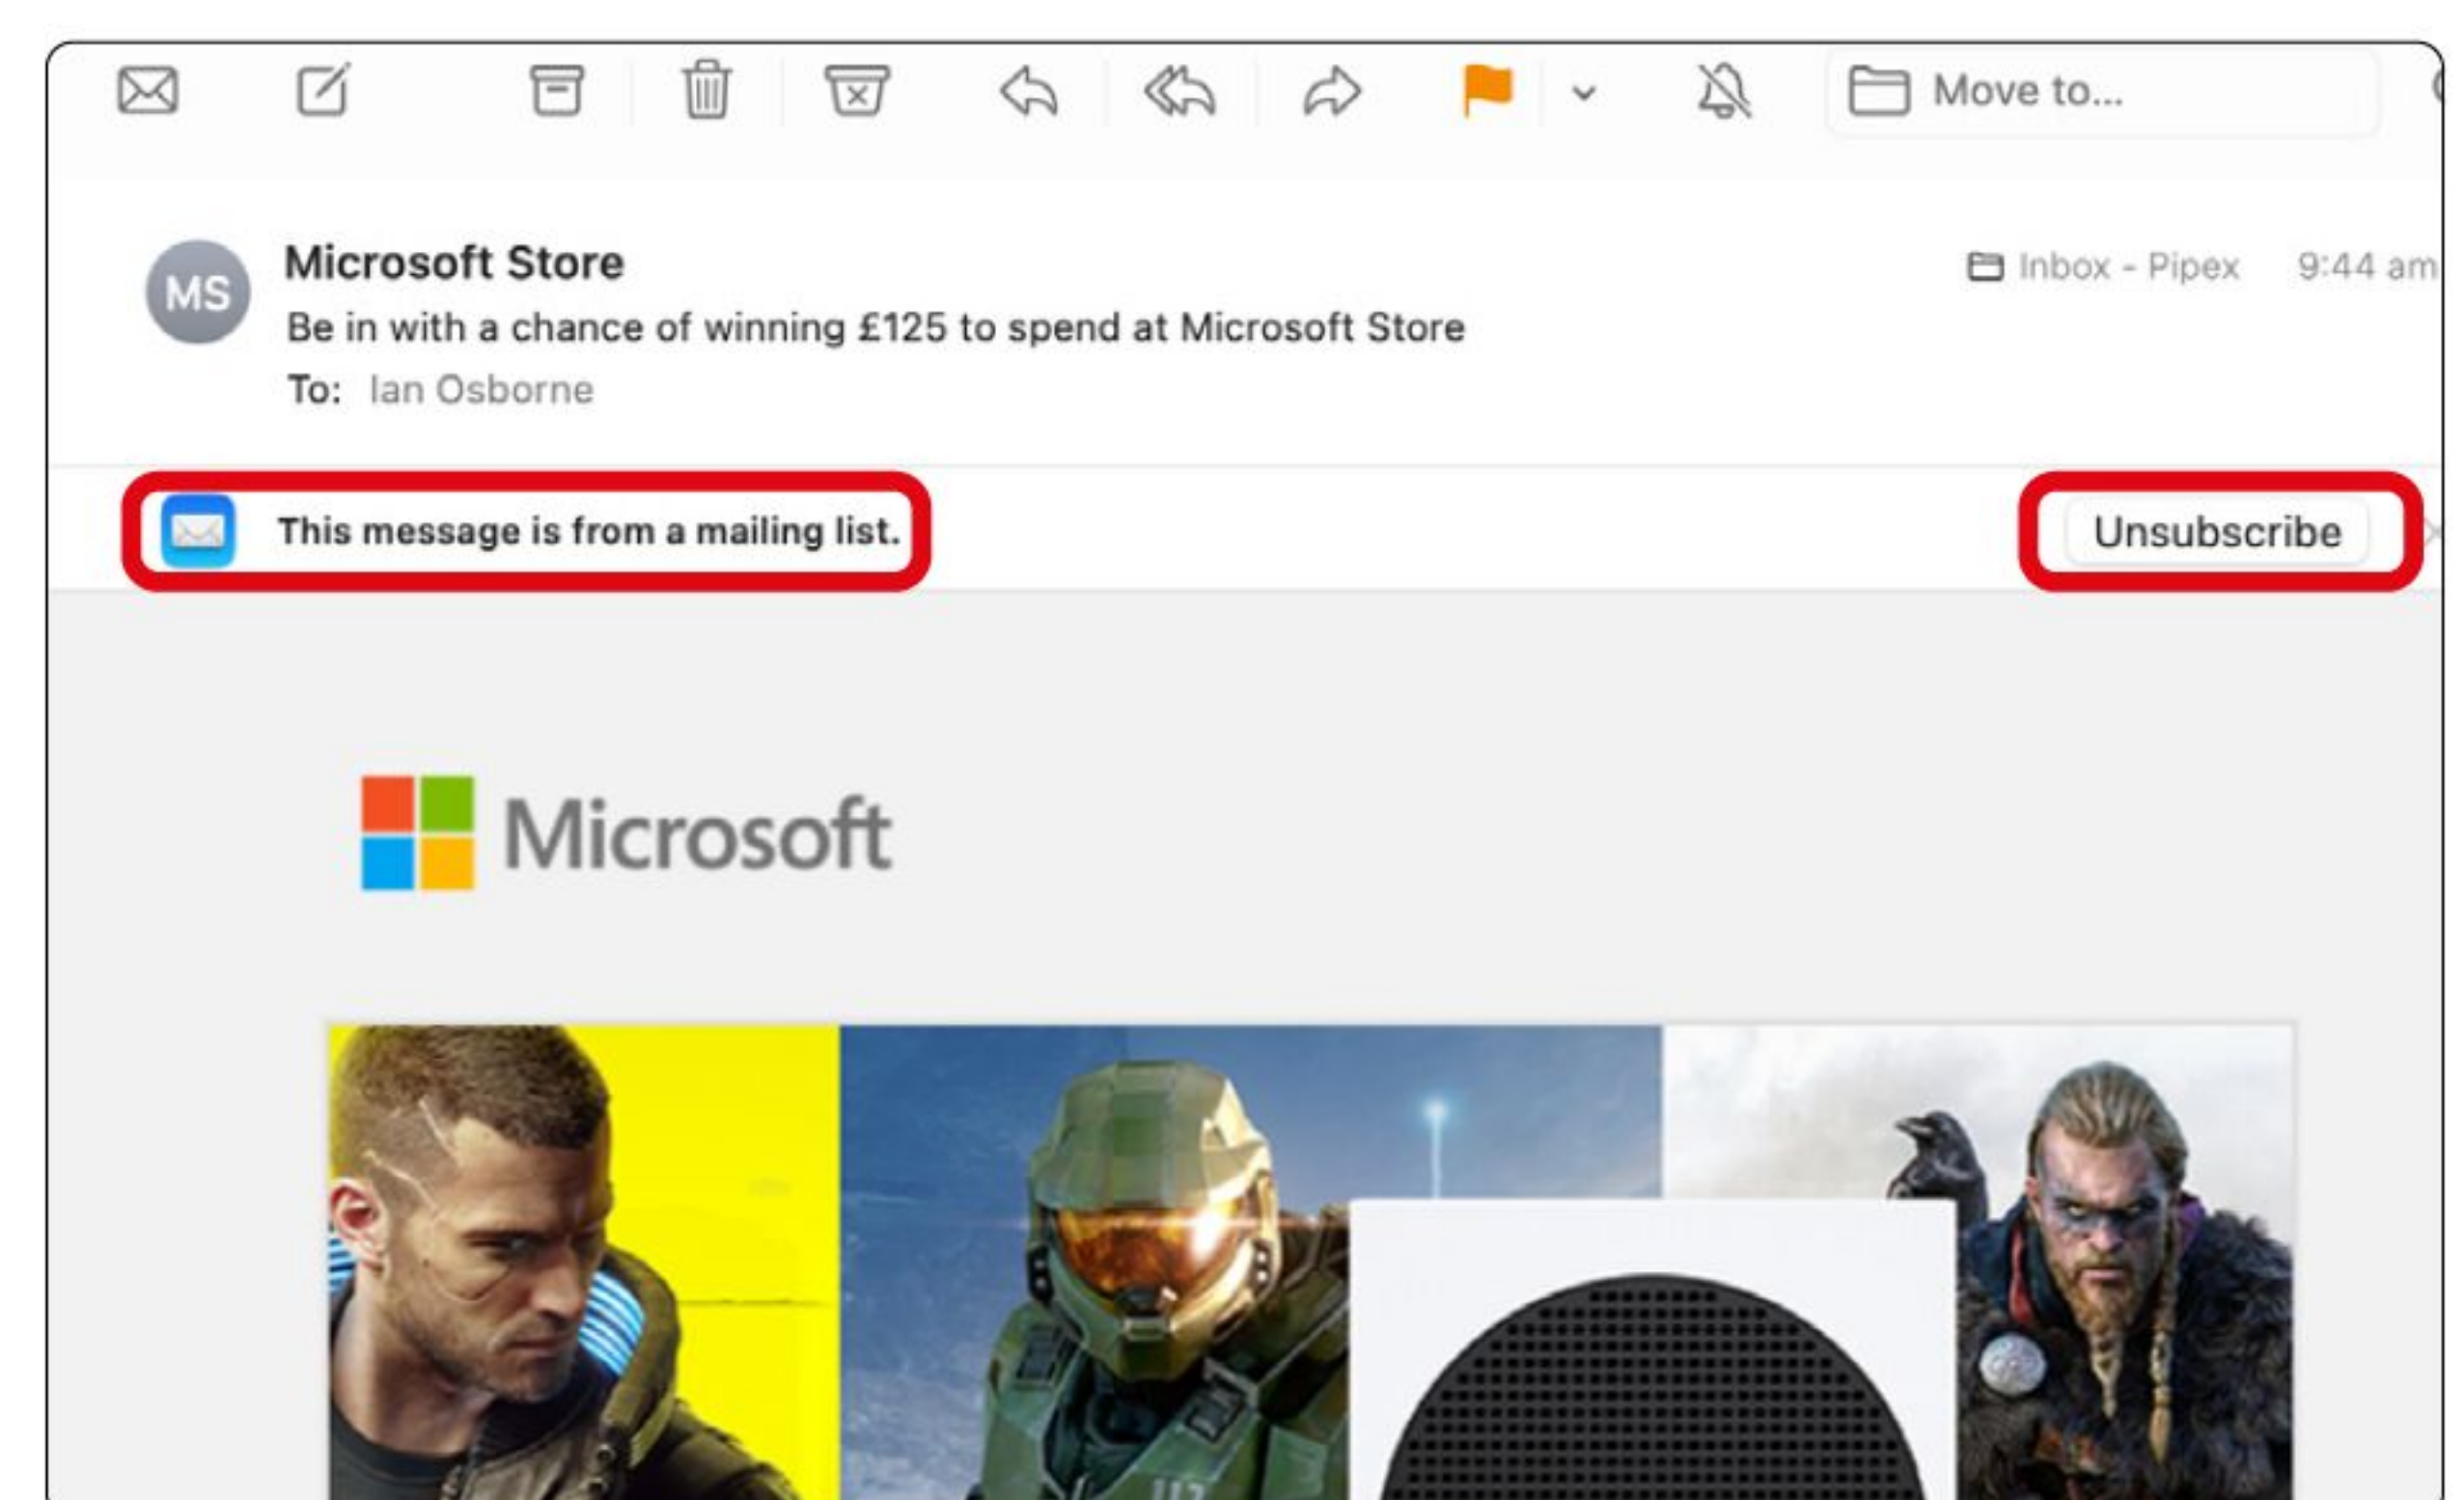 Move to...
MS
Microsoft Store
Inbox - Pipex 9:44 am
Be in with a chance of winning £125 to spend at Microsoft Store
To: Ian Osborne
This message is from a mailing list.
Unsubscribe
Microsoft
117